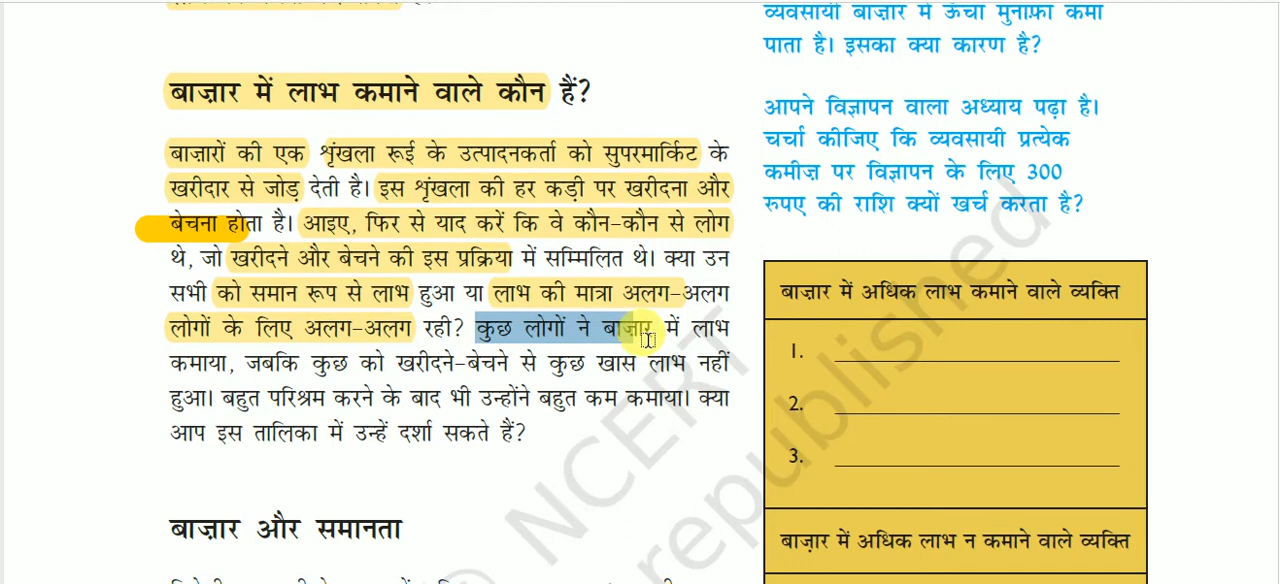 बाज़ार में लाभ कमाने वाले कौन हैं?
बाज़ारों की एक शृंखला रूई के उत्पादनकर्ता को सुपरमार्किट के
खरीदार से जोड़ देती है। इस शृंखला की हर कड़ी पर खरीदना और
बेचना होता है। आइए, फिर से याद करें कि वे कौन-कौन से लोग
थे, जो खरीदने और बेचने की इस प्रक्रिया में सम्मिलित थे। क्या उन
सभी को समान रूप से लाभ हुआ या लाभ की मात्रा अलग-अलग
लोगों के लिए अलग-अलग रही? कुछ लोगों ने बाज़ार में लाभ
कमाया, जबकि कुछ को खरीदने-बेचने से कुछ खास लाभ नहीं
हुआ। बहुत परिश्रम करने के बाद भी उन्होंने बहुत कम कमाया। क्या
आप इस तालिका में उन्हें दर्शा सकते हैं?
बाज़ार और समानता
व्यवसायी बाज़ार में ऊँचा मुनाफ़ा कमा
पाता है। इसका क्या कारण है?
आपने विज्ञापन वाला अध्याय पढ़ा है।
चर्चा कीजिए कि व्यवसायी प्रत्येक
कमीज़ पर विज्ञापन के लिए 300
रुपए की राशि क्यों खर्च करता है?
बाज़ार में अधिक लाभ कमाने वाले व्यक्ति
1.
2.
3.
बाज़ार में अधिक लाभ न कमाने वाले व्यक्ति
© NCERT
republished